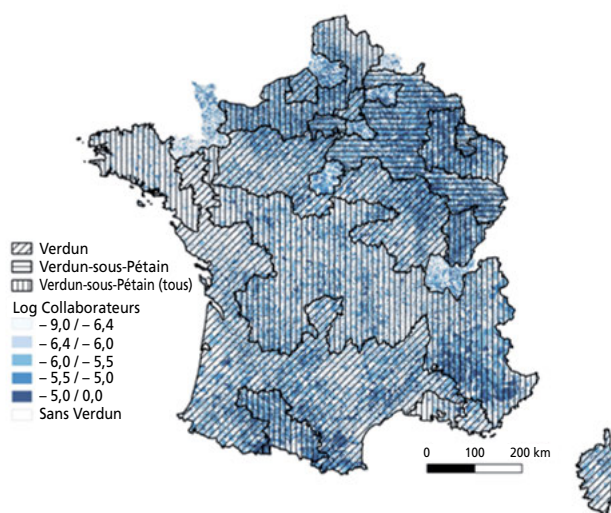 Verdun
Verdun-sous-Pétain
Verdun-sous-Pétain (tous)
Log Collaborateurs
– 9,0 / – 6,4
– 6,4 / – 6,0
– 6,0 / – 5,5
– 5,5 / – 5,0
– 5,0 / 0,0
Sans Verdun
0 100 200 km